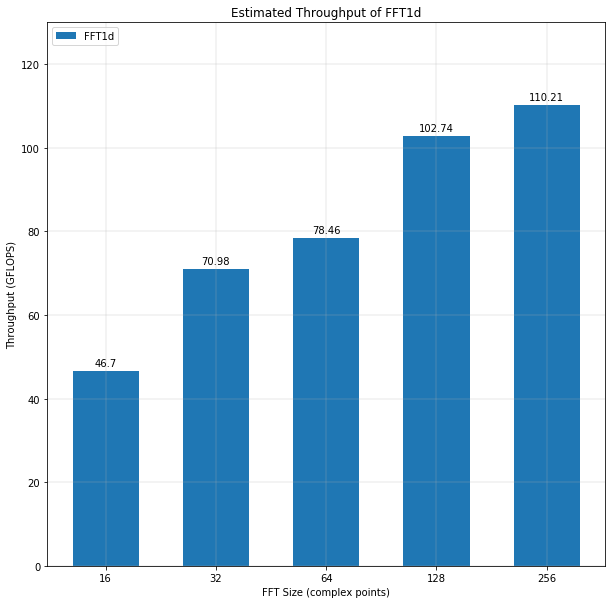 Estimated Throughput of FFT1d
FFT1d
120
100
80
60
40
20
0
Throughput (GFLOPS)
46.7
70.98
78.46
102.74
110.21
16 32 64 128 256
FFT Size (complex points)